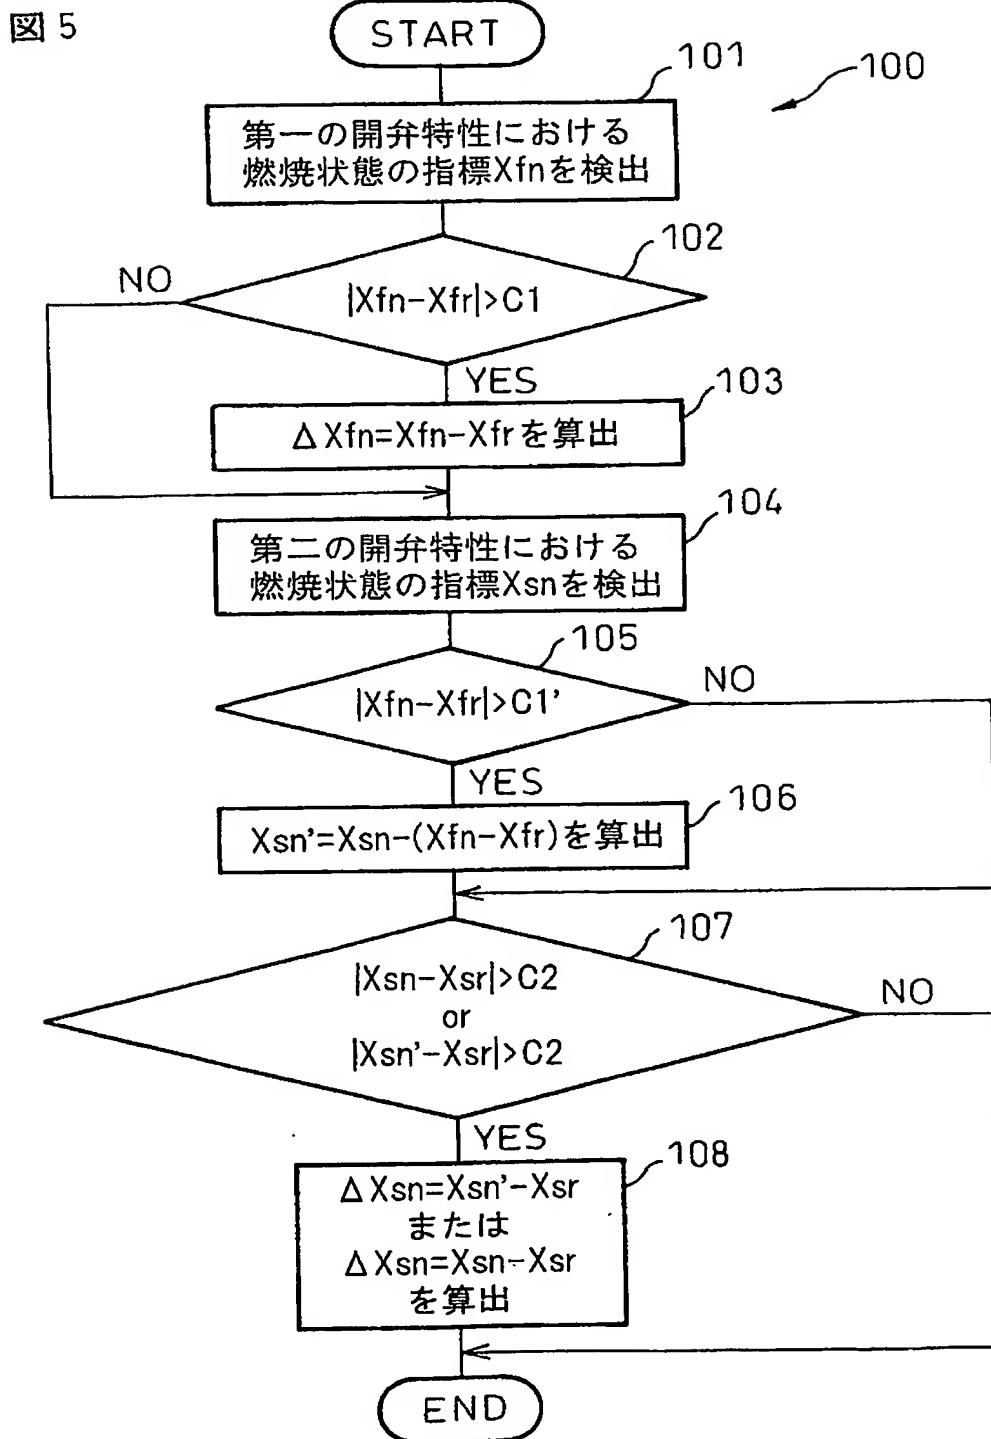 図5
START
101
100
第一の開弁特性における
燃焼状態の指標Xfnを検出
102
NO
|Xfn-Xfr|>C1
YES
103
ΔXfn=Xfn-Xfrを算出
104
第二の開弁特性における
燃焼状態の指標Xsnを検出
105
NO
|Xfn-Xfr|>C1'
YES
106
Xsn'=Xsn-(Xfn-Xfr)を算出
107
|Xsn-Xsr|>C2
or
|Xsn'-Xsr|>C2
NO
YES
108
ΔXsn=Xsn'-Xsr
または
ΔXsn=Xsn-Xsr
を算出
END